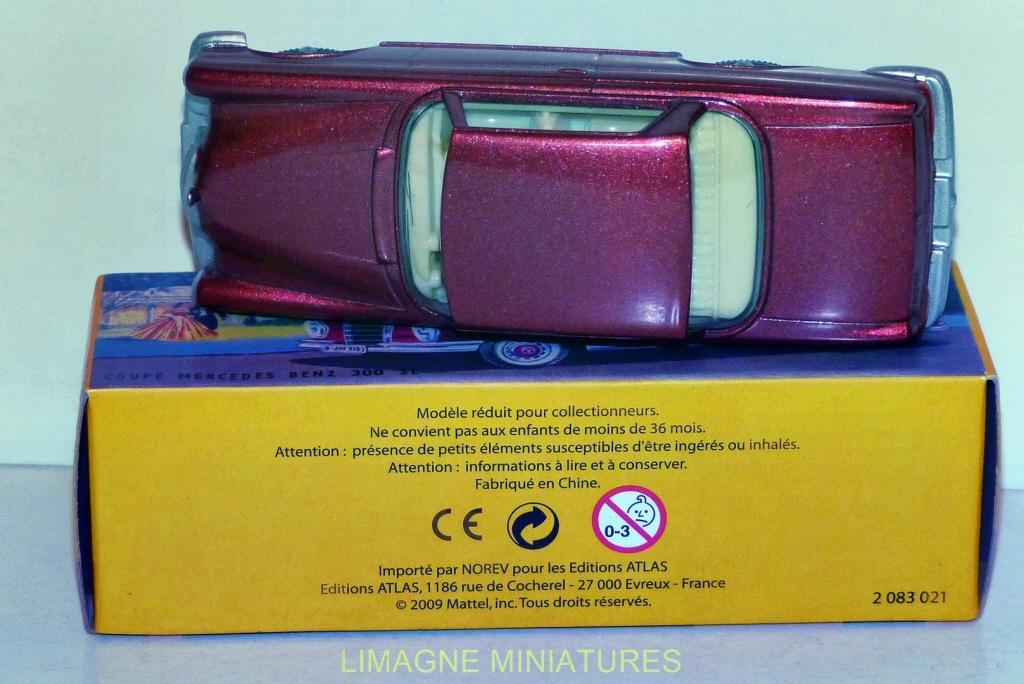 COUPÉ MERCEDES BENZ 300 SE
Modèle réduit pour collectionneurs.
Ne convient pas aux enfants de moins de 36 mois.
Attention : présence de petits éléments susceptibles d'être ingérés ou inhalés.
Attention : informations à lire et à conserver.
Fabriqué en Chine.
CE
0-3
Importé par NOREV pour les Editions ATLAS
Editions ATLAS, 1186 rue de Cocherel - 27 000 Evreux - France
© 2009 Mattel, inc. Tous droits réservés.
2 083 021
LIMAGNE MINIATURES